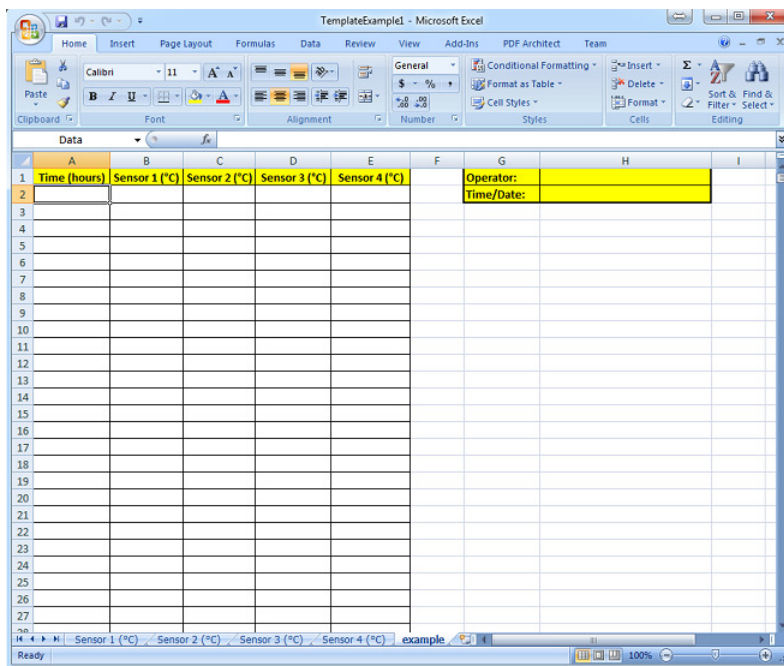 TemplateExample1 - Microsoft Excel
Home Insert Page Layout Formulas Data Review View Add-Ins PDF Architect Team
Paste
Calibri 11 A A
General
Conditional Formatting
Insert
Σ
B I U A
$ % ,
Format as Table
Delete
Sort & Filter Find & Select
Cell Styles
Format
Clipboard Font Alignment Number Styles Cells Editing
Data fx
A B C D E F G H I
1 Time (hours) Sensor 1 (°C) Sensor 2 (°C) Sensor 3 (°C) Sensor 4 (°C) Operator:
2 Time/Date:
3
4
5
6
7
8
9
10
11
12
13
14
15
16
17
18
19
20
21
22
23
24
25
26
27
28
Sensor 1 (°C) Sensor 2 (°C) Sensor 3 (°C) Sensor 4 (°C) example
Ready 100%